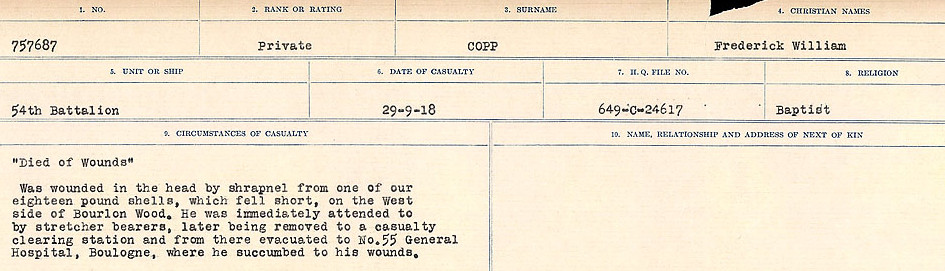 1. NO. 2. RANK OR RATING 3. SURNAME 4. CHRISTIAN NAMES
757687 Private COPP Frederick William
5. UNIT OR SHIP 6. DATE OF CASUALTY 7. H. Q. FILE NO. 8. RELIGION
54th Battalion 29-9-18 649-C-24617 Baptist
9. CIRCUMSTANCES OF CASUALTY 10. NAME, RELATIONSHIP AND ADDRESS OF NEXT OF KIN
"Died of Wounds"
Was wounded in the head by shrapnel from one of our
eighteen pound shells, which fell short, on the West
side of Bourlon Wood. He was immediately attended to
by stretcher bearers, later being removed to a casualty
clearing station and from there evacuated to No.55 General
Hospital, Boulogne, where he succumbed to his wounds.